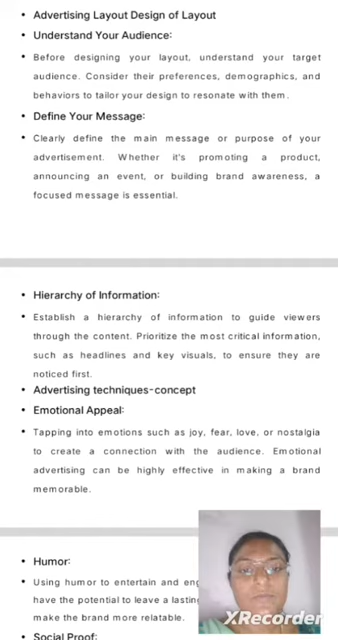 • Advertising Layout Design of Layout
• Understand Your Audience:
• Before designing your layout, understand your target
audience. Consider their preferences, demographics, and
behaviors to tailor your design to resonate with them.
• Define Your Message:
• Clearly define the main message or purpose of your
advertisement. Whether it's promoting a product,
announcing an event, or building brand awareness, a
focused message is essential.
• Hierarchy of Information:
• Establish a hierarchy of information to guide viewers
through the content. Prioritize the most critical information,
such as headlines and key visuals, to ensure they are
noticed first.
• Advertising techniques-concept
• Emotional Appeal:
• Tapping into emotions such as joy, fear, love, or nostalgia
to create a connection with the audience. Emotional
advertising can be highly effective in making a brand
memorable.
• Humor:
• Using humor to entertain and
have the potential to leave a
make the brand more relatable.
• Social Proof:
XRecorder